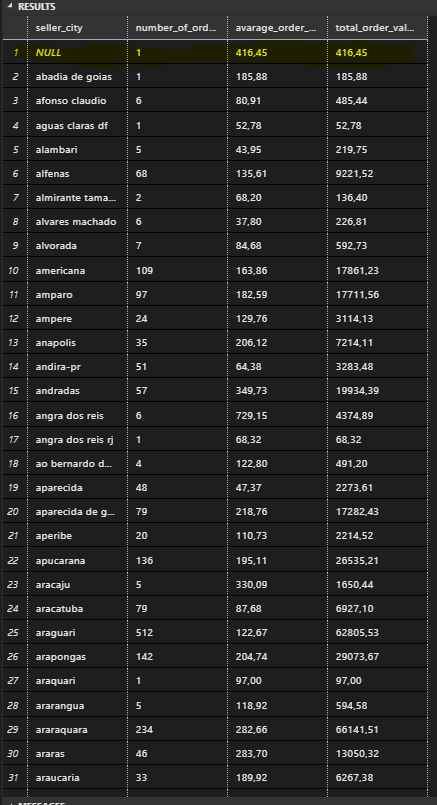 RESULTS
seller_city number_of_ord... avarage_order_... total_order_val...
1 NULL 1 416,45 416,45
2 abadia de goias 1 185,88 185,88
3 afonso claudio 6 80,91 485,44
4 aguas claras df 1 52,78 52,78
5 alambari 5 43,95 219,75
6 alfenas 68 135,61 9221,52
7 almirante tama... 2 68,20 136,40
8 alvares machado 6 37,80 226,81
9 alvorada 7 84,68 592,73
10 americana 109 163,86 17861,23
11 amparo 97 182,59 17711,56
12 ampere 24 129,76 3114,13
13 anapolis 35 206,12 7214,11
14 andira-pr 51 64,38 3283,48
15 andradas 57 349,73 19934,39
16 angra dos reis 6 729,15 4374,89
17 angra dos reis rj 1 68,32 68,32
18 ao bernardo d... 4 122,80 491,20
19 aparecida 48 47,37 2273,61
20 aparecida de g... 79 218,76 17282,43
21 aperibe 20 110,73 2214,52
22 apucarana 136 195,11 26535,21
23 aracaju 5 330,09 1650,44
24 aracatuba 79 87,68 6927,10
25 araguari 512 122,67 62805,53
26 arapongas 142 204,74 29073,67
27 araquari 1 97,00 97,00
28 ararangua 5 118,92 594,58
29 araraquara 234 282,66 66141,51
30 araras 46 283,70 13050,32
31 araucaria 33 189,92 6267,38
MESSAGES